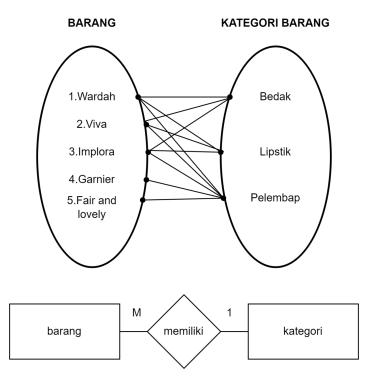 BARANG
KATEGORI BARANG
1.Wardah
2.Viva
3.Implora
4.Garnier
5.Fair and
lovely
Bedak
Lipstik
Pelembap
barang
M
memiliki
1
kategori